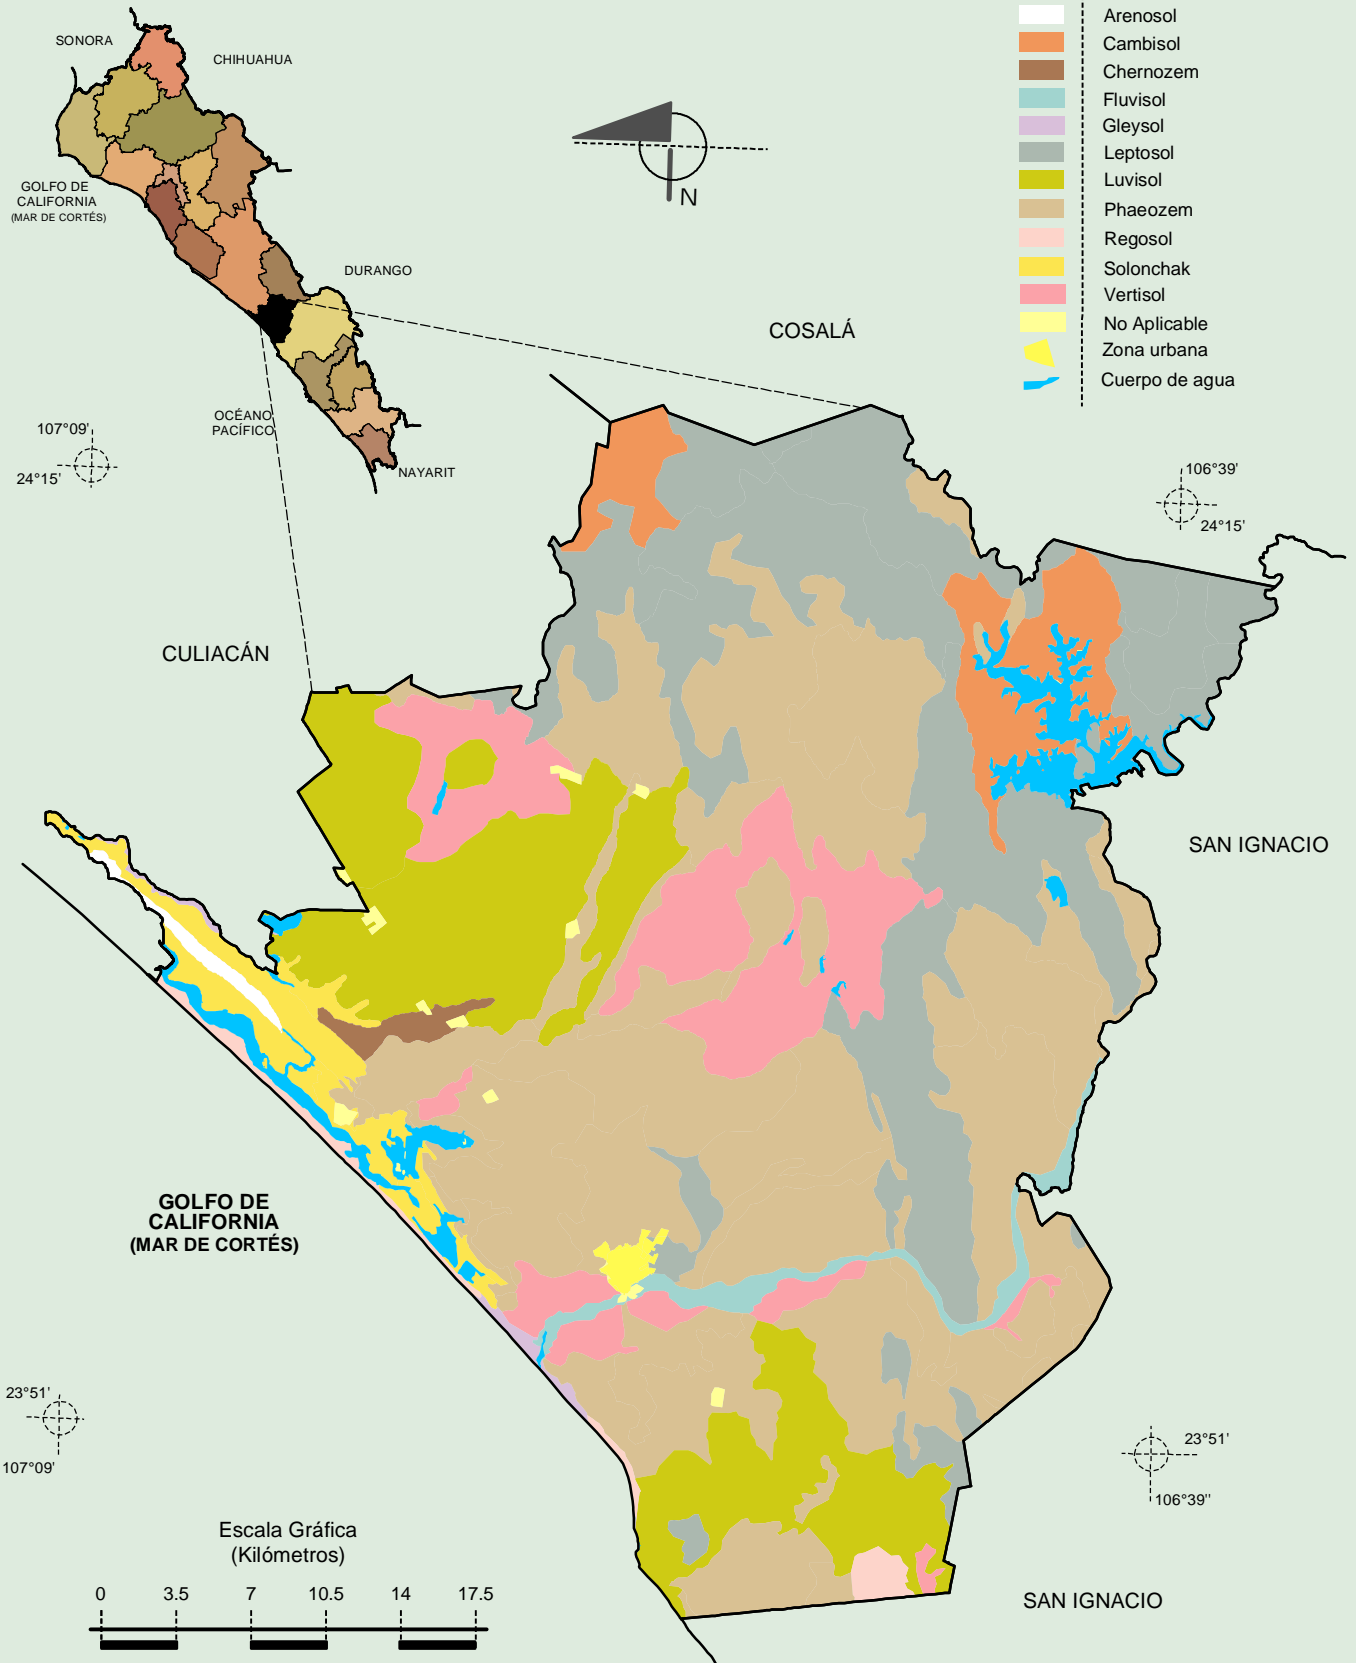 SONORA
CHIHUAHUA
GOLFO DE
CALIFORNIA
(MAR DE CORTÉS)
DURANGO
OCÉANO
PACÍFICO
NAYARIT
N
Arenosol
Cambisol
Chernozem
Fluvisol
Gleysol
Leptosol
Luvisol
Phaeozem
Regosol
Solonchak
Vertisol
No Aplicable
Zona urbana
Cuerpo de agua
COSALÁ
107°09'
24°15'
106°39'
24°15'
CULIACÁN
SAN IGNACIO
GOLFO DE
CALIFORNIA
(MAR DE CORTÉS)
23°51'
107°09'
23°51'
106°39''
Escala Gráfica
(Kilómetros)
0 3.5 7 10.5 14 17.5
SAN IGNACIO